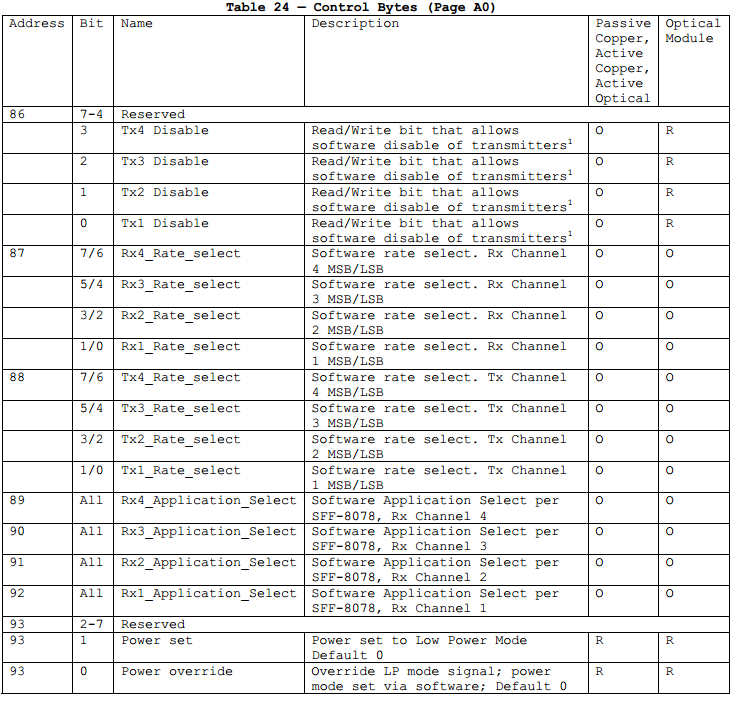 Table 24 — Control Bytes (Page A0)
Address Bit Name Description Passive Copper, Active Copper, Active Optical Optical Module
86 7-4 Reserved
3 Tx4 Disable Read/Write bit that allows software disable of transmitters¹ O R
2 Tx3 Disable Read/Write bit that allows software disable of transmitters¹ O R
1 Tx2 Disable Read/Write bit that allows software disable of transmitters¹ O R
0 Tx1 Disable Read/Write bit that allows software disable of transmitters¹ O R
87 7/6 Rx4_Rate_select Software rate select. Rx Channel 4 MSB/LSB O O
5/4 Rx3_Rate_select Software rate select. Rx Channel 3 MSB/LSB O O
3/2 Rx2_Rate_select Software rate select. Rx Channel 2 MSB/LSB O O
1/0 Rx1_Rate_select Software rate select. Rx Channel 1 MSB/LSB O O
88 7/6 Tx4_Rate_select Software rate select. Tx Channel 4 MSB/LSB O O
5/4 Tx3_Rate_select Software rate select. Tx Channel 3 MSB/LSB O O
3/2 Tx2_Rate_select Software rate select. Tx Channel 2 MSB/LSB O O
1/0 Tx1_Rate_select Software rate select. Tx Channel 1 MSB/LSB O O
89 All Rx4_Application_Select Software Application Select per SFF-8078, Rx Channel 4 O O
90 All Rx3_Application_Select Software Application Select per SFF-8078, Rx Channel 3 O O
91 All Rx2_Application_Select Software Application Select per SFF-8078, Rx Channel 2 O O
92 All Rx1_Application_Select Software Application Select per SFF-8078, Rx Channel 1 O O
93 2-7 Reserved
93 1 Power set Power set to Low Power Mode Default 0 R R
93 0 Power override Override LP mode signal; power mode set via software; Default 0 R R